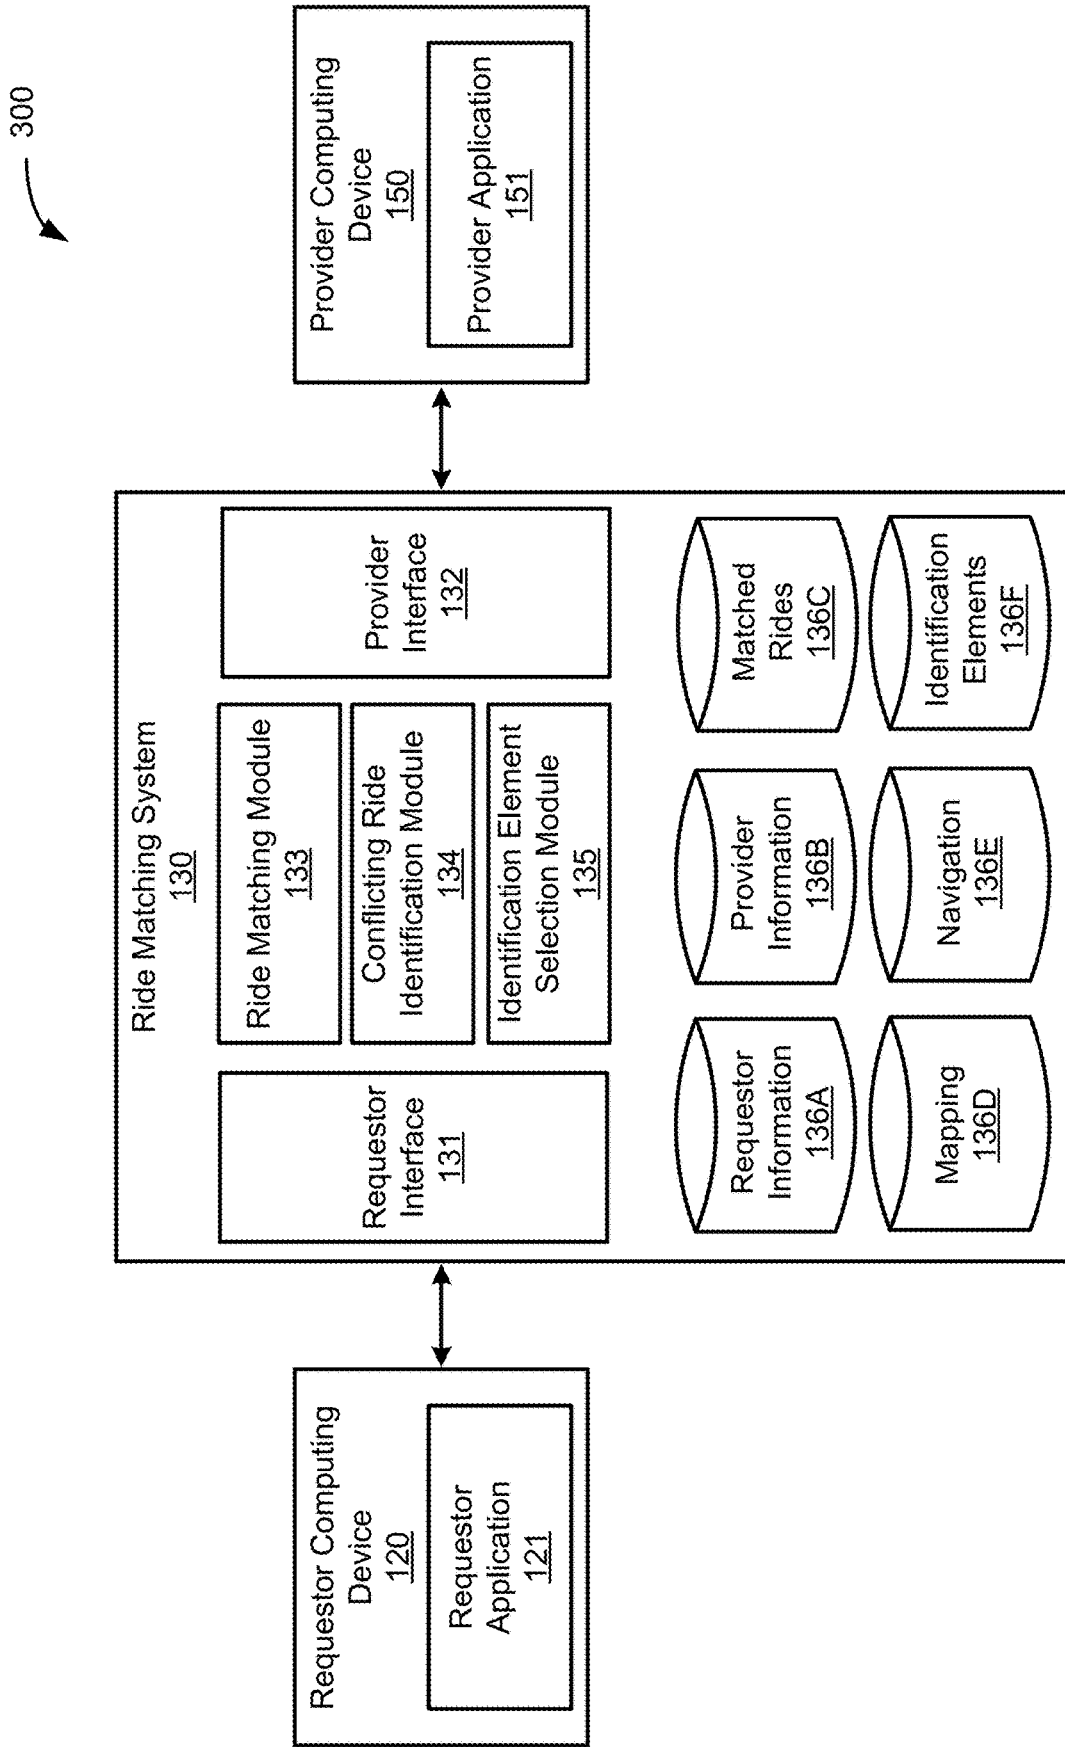 300
Requestor Computing
Device
120
Requestor
Application
121
Ride Matching System
130
Requestor
Interface
131
Ride Matching Module
133
Conflicting Ride
Identification Module
134
Identification Element
Selection Module
135
Provider
Interface
132
Requestor
Information
136A
Provider
Information
136B
Matched
Rides
136C
Mapping
136D
Navigation
136E
Identification
Elements
136F
Provider Computing
Device
150
Provider Application
151